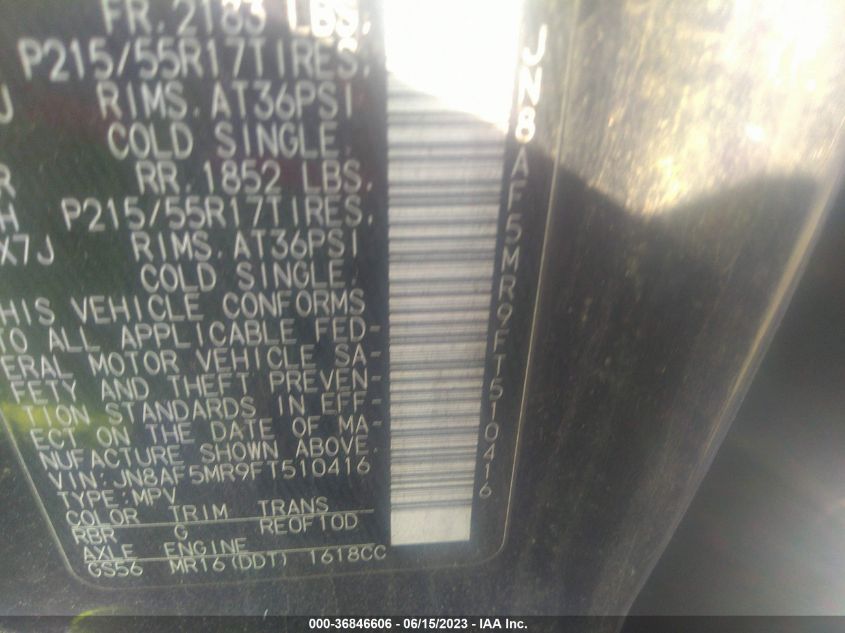 FR. 2183 LBS.
P215/55R17TIRES.
J RIMS. AT36PSI
COLD SINGLE.
R RR. 1852 LBS.
H P215/55R17TIRES.
X7J RIMS. AT36PSI
COLD SINGLE.
HIS VEHICLE CONFORMS
TO ALL APPLICABLE FED-
ERAL MOTOR VEHICLE SA-
FETY AND THEFT PREVEN-
TION STANDARDS IN EFF-
ECT ON THE DATE OF MA-
NUFACTURE SHOWN ABOVE.
VIN:JN8AF5MR9FT510416
TYPE:MPV
COLOR TRIM TRANS
RBR G REOF10D
AXLE ENGINE
GS56 MR16(DDT) 1618CC
JN8AF5MR9FT510416
000-36846606 - 06/15/2023 - IAA Inc.